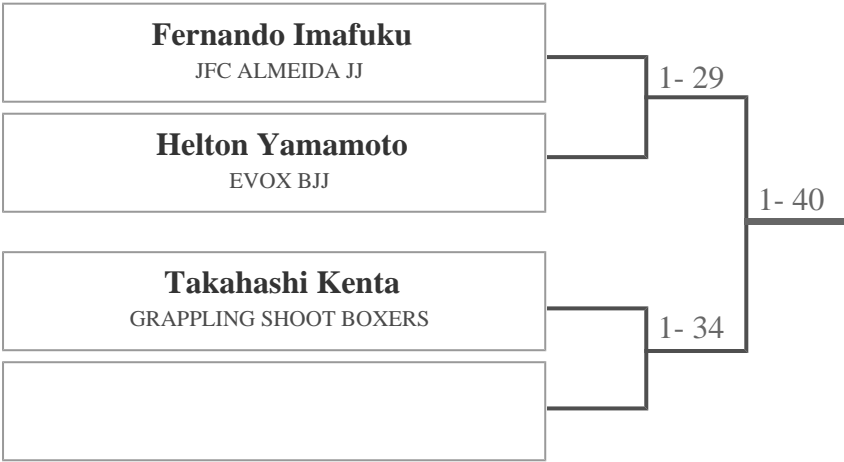 Fernando Imafuku
JFC ALMEIDA JJ
1- 29
Helton Yamamoto
EVOX BJJ
1- 40
Takahashi Kenta
GRAPPLING SHOOT BOXERS
1- 34